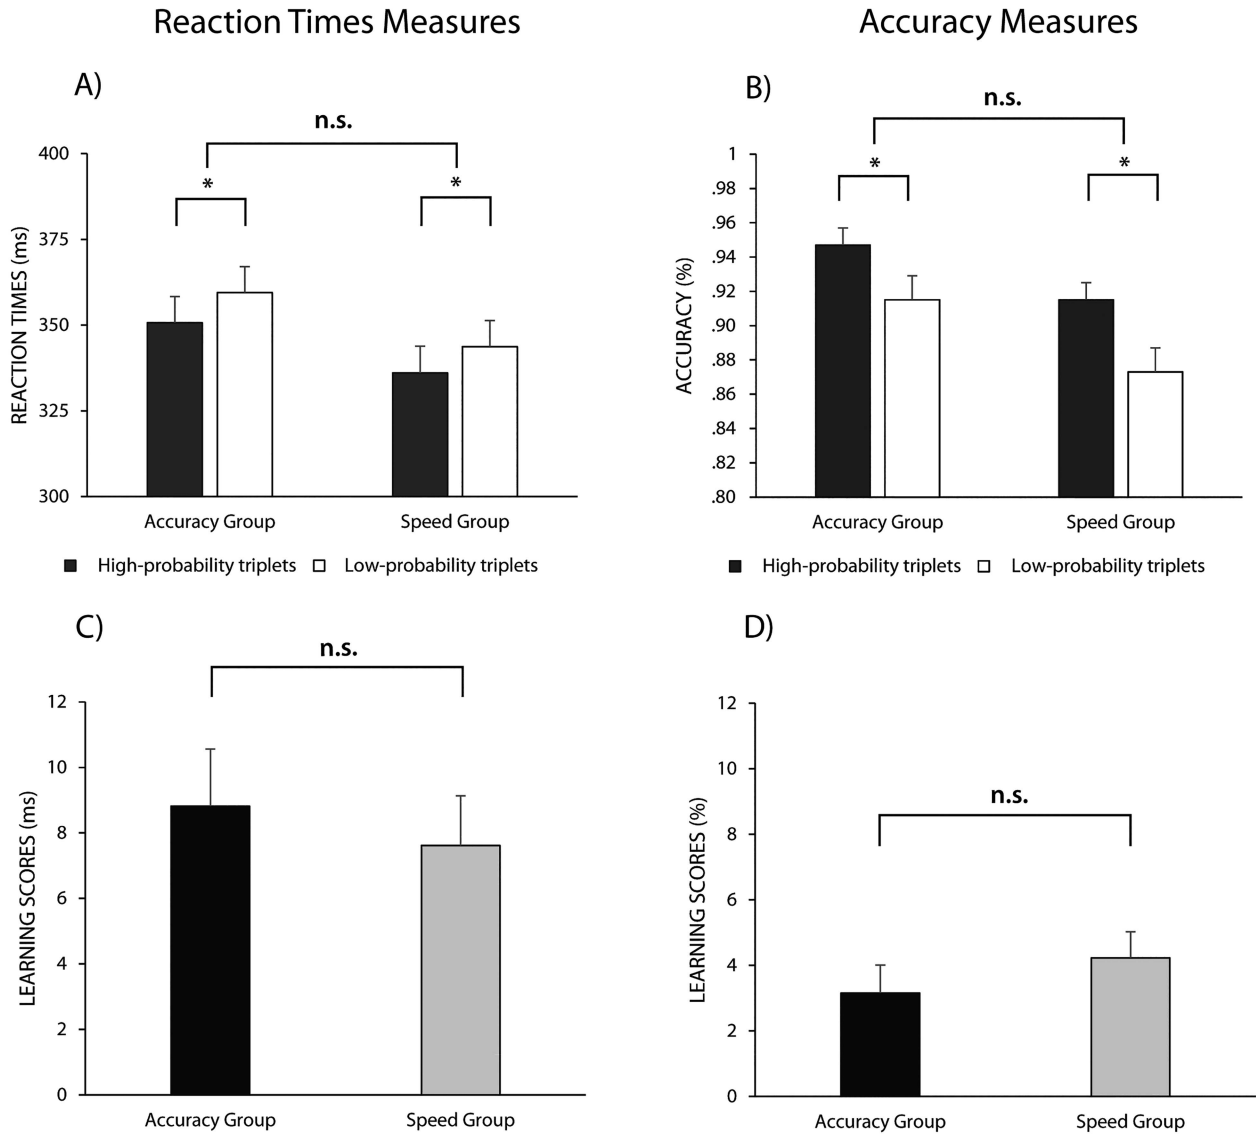 Reaction Times Measures
Accuracy Measures
A)
n.s.
*
*
400
375
350
325
300
REACTION TIMES (ms)
Accuracy Group
Speed Group
High-probability triplets
Low-probability triplets
B)
n.s.
*
*
1
.98
.96
.94
.92
.90
.88
.86
.84
.82
.80
ACCURACY (%)
Accuracy Group
Speed Group
High-probability triplets
Low-probability triplets
C)
n.s.
12
10
8
6
4
2
0
LEARNING SCORES (ms)
Accuracy Group
Speed Group
D)
n.s.
12
10
8
6
4
2
0
LEARNING SCORES (%)
Accuracy Group
Speed Group